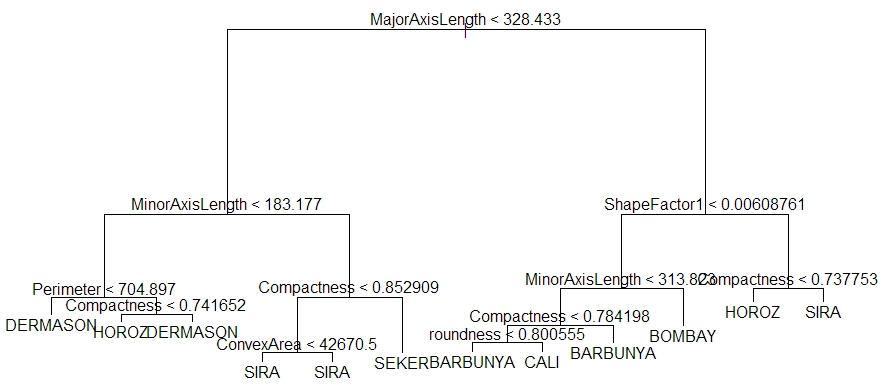 MajorAxisLength < 328.433
MinorAxisLength < 183.177
ShapeFactor1 < 0.00608761
Perimeter < 704.897
Compactness < 0.852909
MinorAxisLength < 313.823
Compactness < 0.737753
DERMASON
Compactness < 0.741652
HOROZ
DERMASON
ConvexArea < 42670.5
SIRA
SIRA
SEKER
Compactness < 0.784198
roundness < 0.800555
BARBUNYA
CALI
BARBUNYA
BOMBAY
HOROZ
SIRA